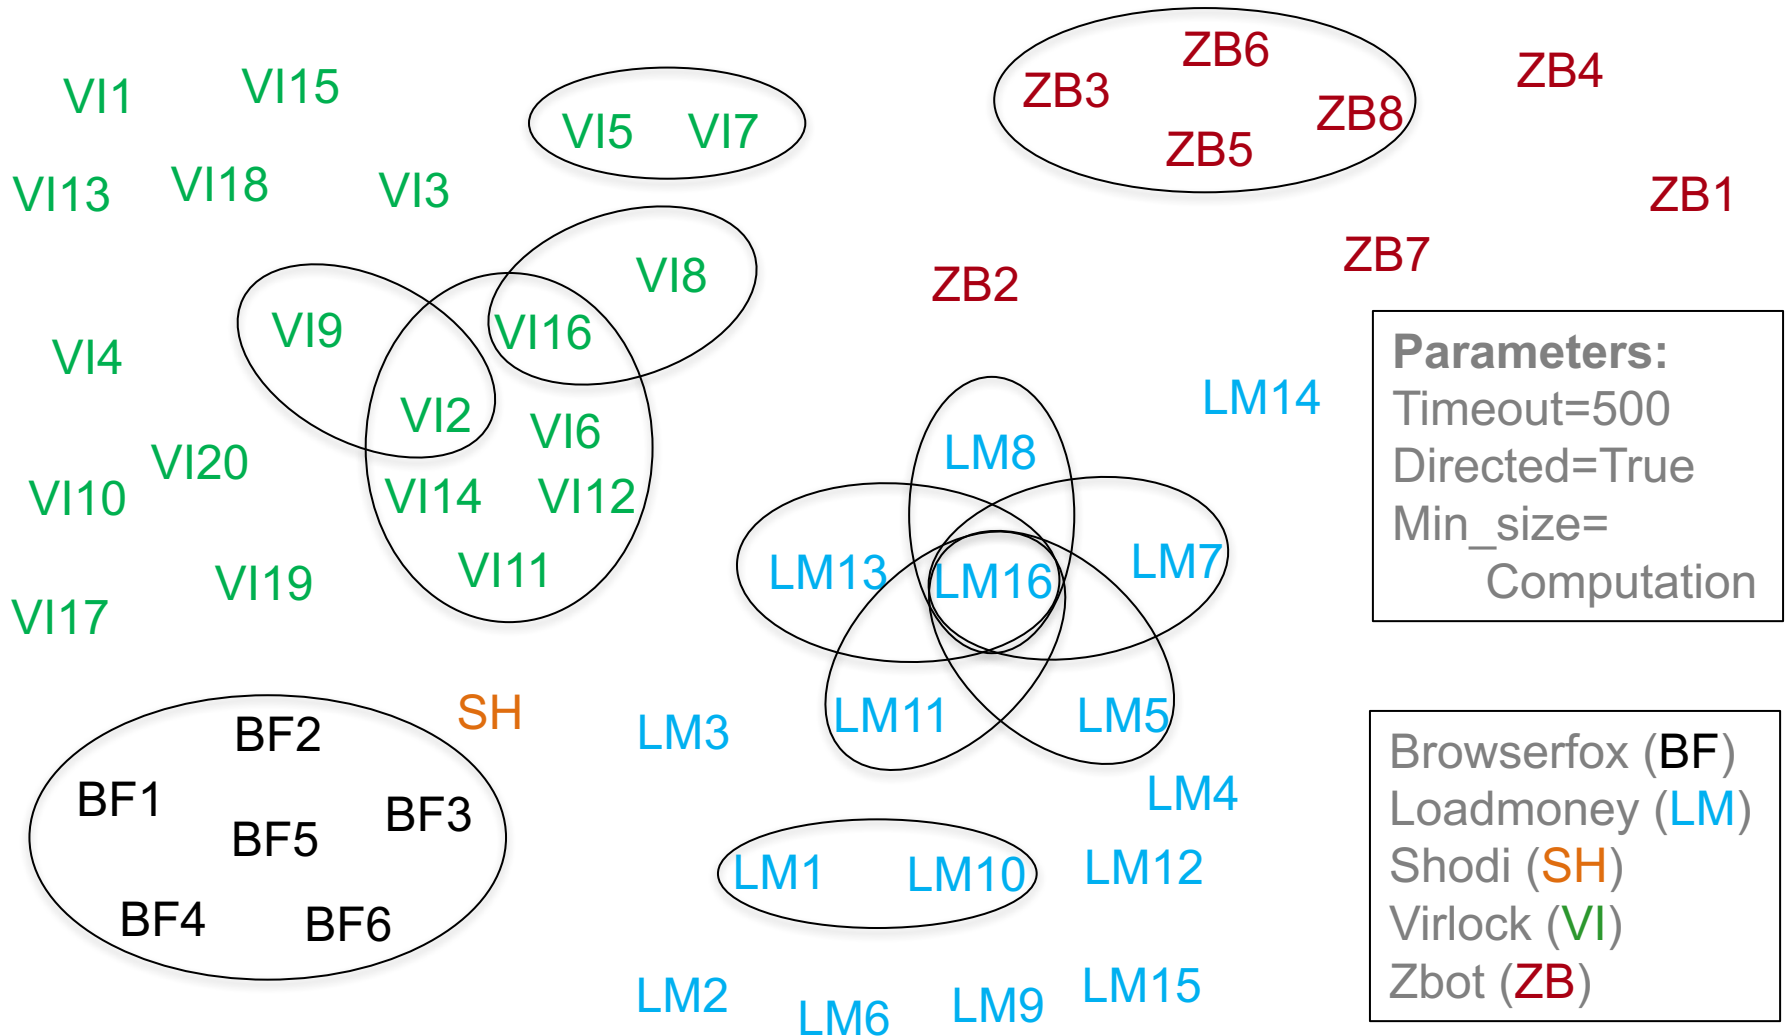 VI1
VI15
VI5
VI7
VI13
VI18
VI3
VI8
VI9
VI16
VI4
VI2
VI6
VI20
VI10
VI14
VI12
VI19
VI11
VI17
ZB6
ZB3
ZB8
ZB5
ZB4
ZB1
ZB7
ZB2
Parameters:
Timeout=500
Directed=True
Min_size=
Computation
LM14
LM8
LM13
LM16
LM7
LM11
LM5
LM3
LM4
LM1
LM10
LM12
LM2
LM6
LM9
LM15
SH
BF2
BF1
BF3
BF5
BF4
BF6
Browserfox (BF)
Loadmoney (LM)
Shodi (SH)
Virlock (VI)
Zbot (ZB)